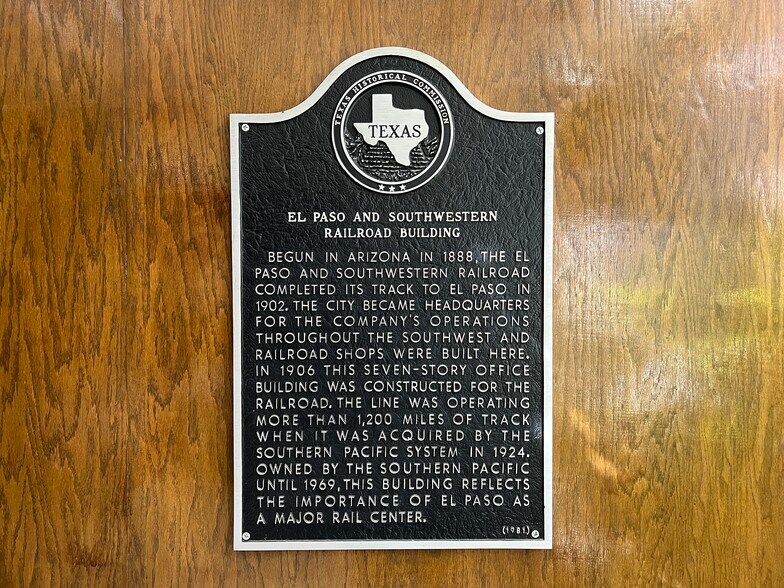 TEXAS HISTORICAL COMMISSION
TEXAS
EL PASO AND SOUTHWESTERN
RAILROAD BUILDING
BEGUN IN ARIZONA IN 1888, THE EL
PASO AND SOUTHWESTERN RAILROAD
COMPLETED ITS TRACK TO EL PASO IN
1902. THE CITY BECAME HEADQUARTERS
FOR THE COMPANY'S OPERATIONS
THROUGHOUT THE SOUTHWEST AND
RAILROAD SHOPS WERE BUILT HERE.
IN 1906 THIS SEVEN-STORY OFFICE
BUILDING WAS CONSTRUCTED FOR THE
RAILROAD. THE LINE WAS OPERATING
MORE THAN 1,200 MILES OF TRACK
WHEN IT WAS ACQUIRED BY THE
SOUTHERN PACIFIC SYSTEM IN 1924.
OWNED BY THE SOUTHERN PACIFIC
UNTIL 1969, THIS BUILDING REFLECTS
THE IMPORTANCE OF EL PASO AS
A MAJOR RAIL CENTER.
(1981)